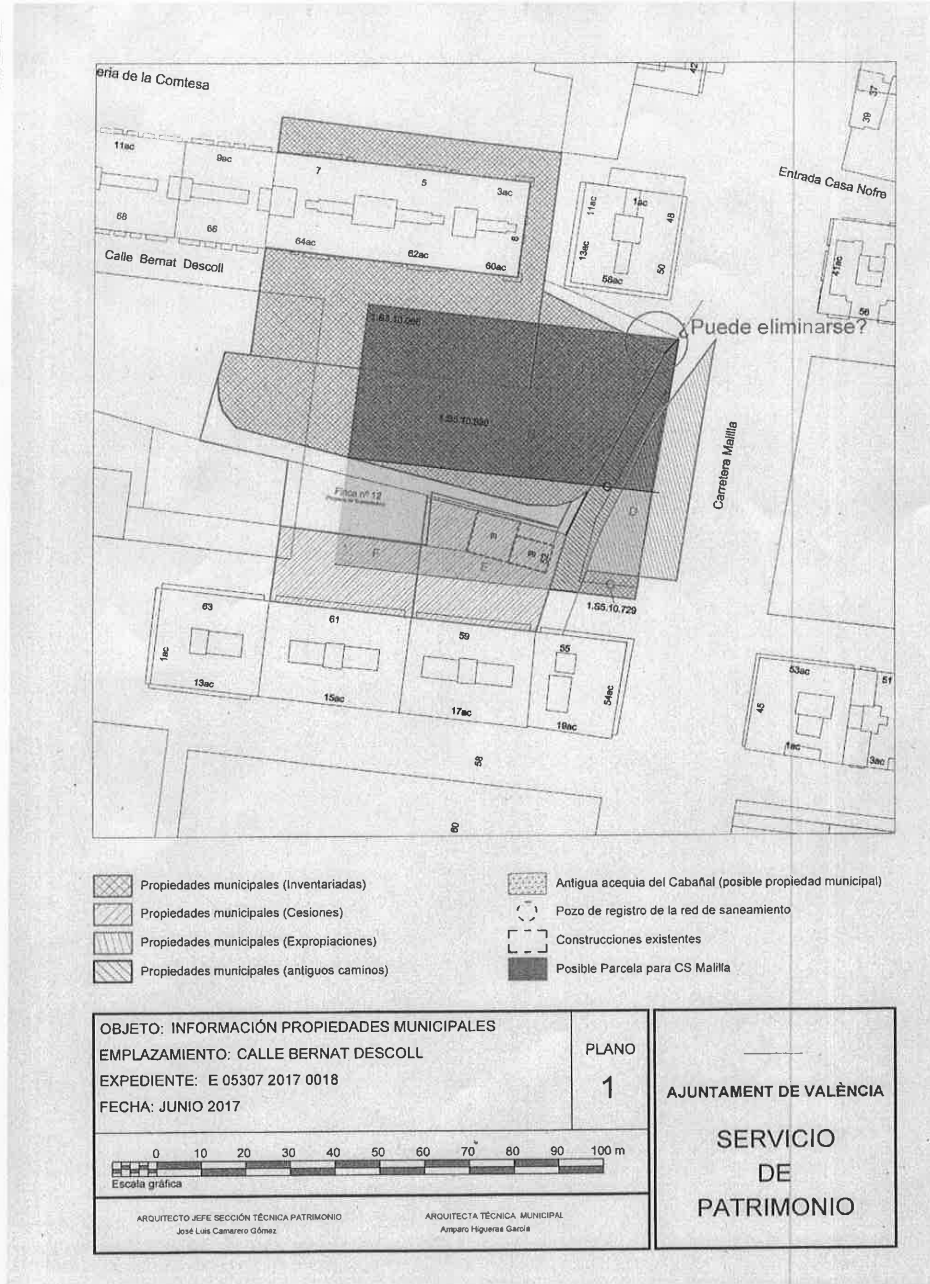 eria de la Comtesa
42
37
39
Entrada Casa Nofre
11ac
9ac
7
5
3ac
6
68
66
64ac
62ac
60ac
Calle Bernat Descoll
11ac
1ac
48
13ac
50
56ac
41ac
56
¿Puede eliminarse?
1.S5.10.690
Carretera Malilla
Finca nº 12
G
D
F
E
E
E
52
G
1.S5.10.729
63
61
59
55
1ac
13ac
15ac
17ac
19ac
54ac
58
60
53ac
51
45
1ac
3ac
Propiedades municipales (Inventariadas)
Propiedades municipales (Cesiones)
Propiedades municipales (Expropiaciones)
Propiedades municipales (antiguos caminos)
Antigua acequia del Cabañal (posible propiedad municipal)
Pozo de registro de la red de saneamiento
Construcciones existentes
Posible Parcela para CS Malilla
OBJETO: INFORMACIÓN PROPIEDADES MUNICIPALES
EMPLAZAMIENTO: CALLE BERNAT DESCOLL
EXPEDIENTE: E 05307 2017 0018
FECHA: JUNIO 2017
PLANO
1
0 10 20 30 40 50 60 70 80 90 100 m
Escala gráfica
ARQUITECTO JEFE SECCIÓN TÉCNICA PATRIMONIO
José Luis Camarero Gómez
ARQUITECTA TÉCNICA MUNICIPAL
Amparo Higueras García
AJUNTAMENT DE VALÈNCIA
SERVICIO
DE
PATRIMONIO